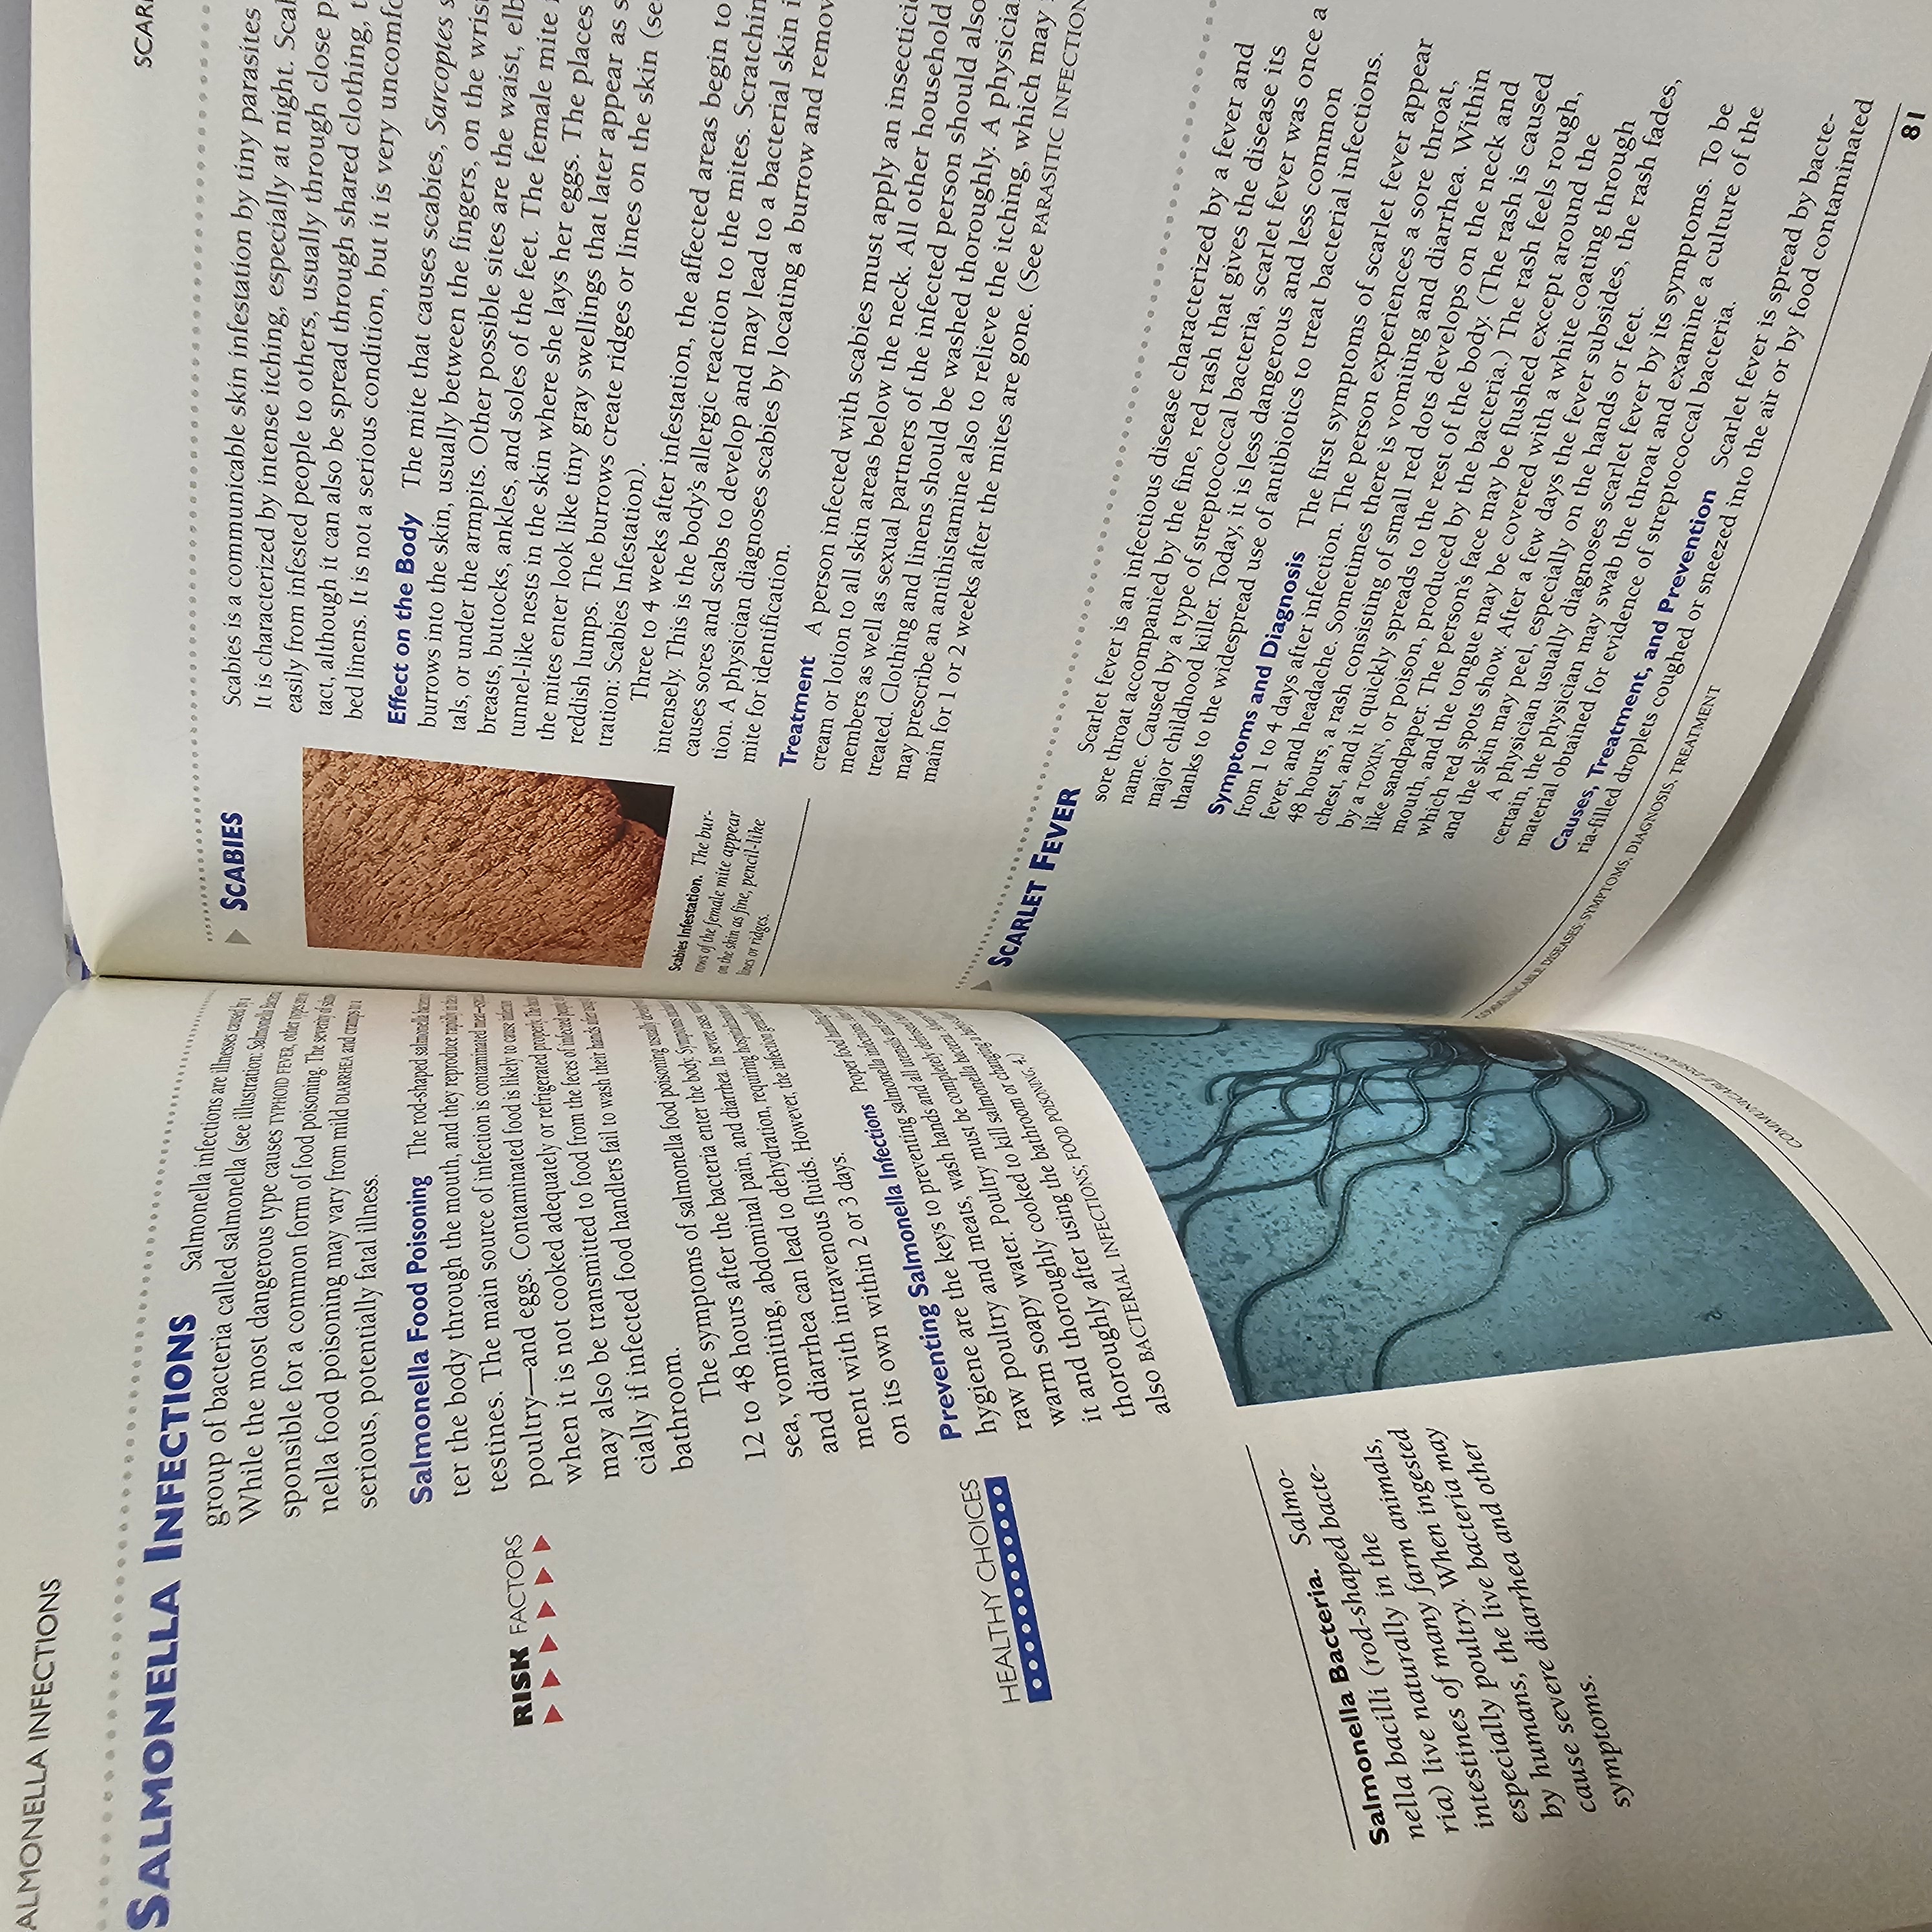 ALMONELLA INFECTIONS
SALMONELLA INFECTIONS Salmonella infections are illnesses caused by a
group of bacteria called salmonella (see illustration: Salmonella Bacteria
While the most dangerous type causes TYPHOID FEVER, other types are re
sponsible for a common form of food poisoning. The severity of salmo
nella food poisoning may vary from mild DIARRHEA and cramps to a
serious, potentially fatal illness.
Salmonella Food Poisoning The rod-shaped salmonella bacteria
ter the body through the mouth, and they reproduce rapidly in the
testines. The main source of infection is contaminated meat—especi
poultry—and eggs. Contaminated food is likely to cause infection
when it is not cooked adequately or refrigerated properly. The
may also be transmitted to food from the feces of infected people,
cially if infected food handlers fail to wash their hands after using
bathroom.
The symptoms of salmonella food poisoning usually develop
12 to 48 hours after the bacteria enter the body. Symptoms include
sea, vomiting, abdominal pain, and diarrhea. In severe cases, vomiting
and diarrhea can lead to dehydration, requiring hospitalization and
ment with intravenous fluids. However, the infection generally
on its own within 2 or 3 days.
Preventing Salmonella Infections Proper food handling and
hygiene are the keys to preventing salmonella infections. After
raw poultry and meats, wash hands and all utensils and surfaces
warm soapy water. Poultry must be completely defrosted before
it and thoroughly cooked to kill salmonella bacteria. Always wash
thoroughly after using the bathroom or changing a baby's diaper.
also BACTERIAL INFECTIONS; FOOD POISONING, 4.)
RISK FACTORS
HEALTHY CHOICES
Salmonella Bacteria. Salmo-
nella bacilli (rod-shaped bacte-
ria) live naturally in the
intestines of many farm animals,
especially poultry. When ingested
by humans, the live bacteria may
cause severe diarrhea and other
symptoms.
COMMUNICABLE DISEASES:
SCAR
SCABIES
Scabies is a communicable skin infestation by tiny parasites
It is characterized by intense itching, especially at night. Scab
easily from infested people to others, usually through close p
tact, although it can also be spread through shared clothing, t
bed linens. It is not a serious condition, but it is very uncomfo
Effect on the Body The mite that causes scabies, Sarcoptes s
burrows into the skin, usually between the fingers, on the wris
tals, or under the armpits. Other possible sites are the waist, elb
breasts, buttocks, ankles, and soles of the feet. The female mite
tunnel-like nests in the skin where she lays her eggs. The places
the mites enter look like tiny gray swellings that later appear as s
reddish lumps. The burrows create ridges or lines on the skin (se
tration: Scabies Infestation).
Three to 4 weeks after infestation, the affected areas begin to
intensely. This is the body's allergic reaction to the mites. Scratchin
causes sores and scabs to develop and may lead to a bacterial skin i
tion. A physician diagnoses scabies by locating a burrow and remov
mite for identification.
Treatment A person infected with scabies must apply an insectici
cream or lotion to all skin areas below the neck. All other household
members as well as sexual partners of the infected person should also
treated. Clothing and linens should be washed thoroughly. A physicia
may prescribe an antihistamine also to relieve the itching, which may
main for 1 or 2 weeks after the mites are gone. (See PARASITIC INFECTION
Scabies Infestation. The bur-
rows of the female mite appear
on the skin as fine, pencil-like
lines or ridges.
SCARLET FEVER
Scarlet fever is an infectious disease characterized by a fever and
sore throat accompanied by the fine, red rash that gives the disease its
name. Caused by a type of streptococcal bacteria, scarlet fever was once a
major childhood killer. Today, it is less dangerous and less common
thanks to the widespread use of antibiotics to treat bacterial infections.
Symptoms and Diagnosis The first symptoms of scarlet fever appear
from 1 to 4 days after infection. The person experiences a sore throat,
fever, and headache. Sometimes there is vomiting and diarrhea. Within
48 hours, a rash consisting of small red dots develops on the neck and
chest, and it quickly spreads to the rest of the body. (The rash is caused
by a TOXIN, or poison, produced by the bacteria.) The rash feels rough,
like sandpaper. The person's face may be flushed except around the
mouth, and the tongue may be covered with a white coating through
which red spots show. After a few days the fever subsides, the rash fades,
and the skin may peel, especially on the hands or feet.
A physician usually diagnoses scarlet fever by its symptoms. To be
certain, the physician may swab the throat and examine a culture of the
material obtained for evidence of streptococcal bacteria.
Causes, Treatment, and Prevention Scarlet fever is spread by bacte-
ria-filled droplets coughed or sneezed into the air or by food contaminated
COMMUNICABLE DISEASES: SYMPTOMS, DIAGNOSIS, TREATMENT
81